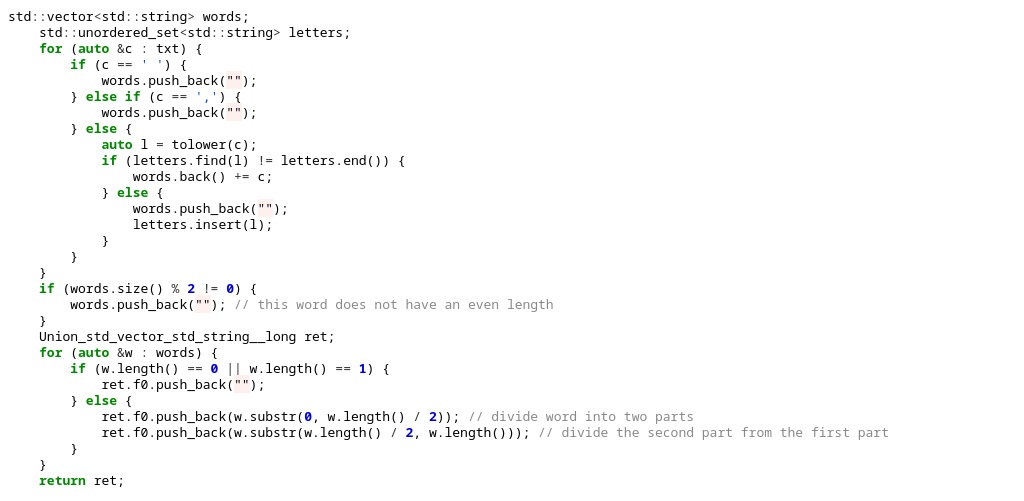 std::vector<std::string> words;
    std::unordered_set<std::string> letters;
    for (auto &c : txt) {
        if (c == ' ') {
            words.push_back("");
        } else if (c == ',') {
            words.push_back("");
        } else {
            auto l = tolower(c);
            if (letters.find(l) != letters.end()) {
                words.back() += c;
            } else {
                words.push_back("");
                letters.insert(l);
            }
        }
    }
    if (words.size() % 2 != 0) {
        words.push_back(""); // this word does not have an even length
    }
    Union_std_vector_std_string__long ret;
    for (auto &w : words) {
        if (w.length() == 0 || w.length() == 1) {
            ret.f0.push_back("");
        } else {
            ret.f0.push_back(w.substr(0, w.length() / 2)); // divide word into two parts
            ret.f0.push_back(w.substr(w.length() / 2, w.length())); // divide the second part from the first part
        }
    }
    return ret;